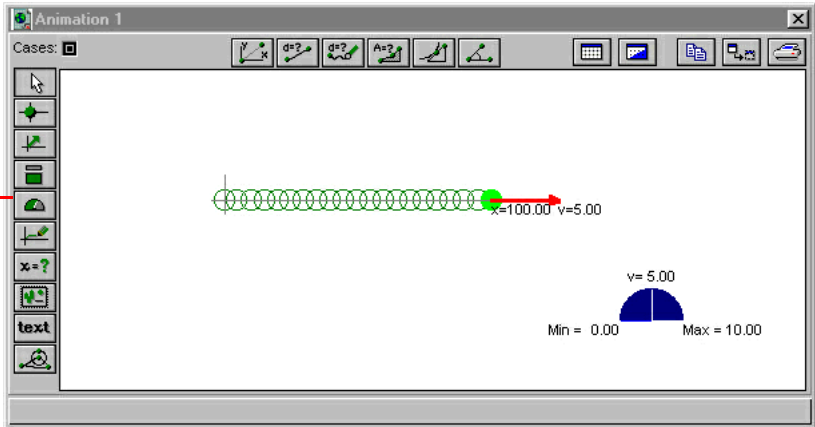 Animation 1
Cases:
y x d=? d=? A=?
x=?
text
x=100.00 v=5.00
v= 5.00
Min = 0.00 Max = 10.00